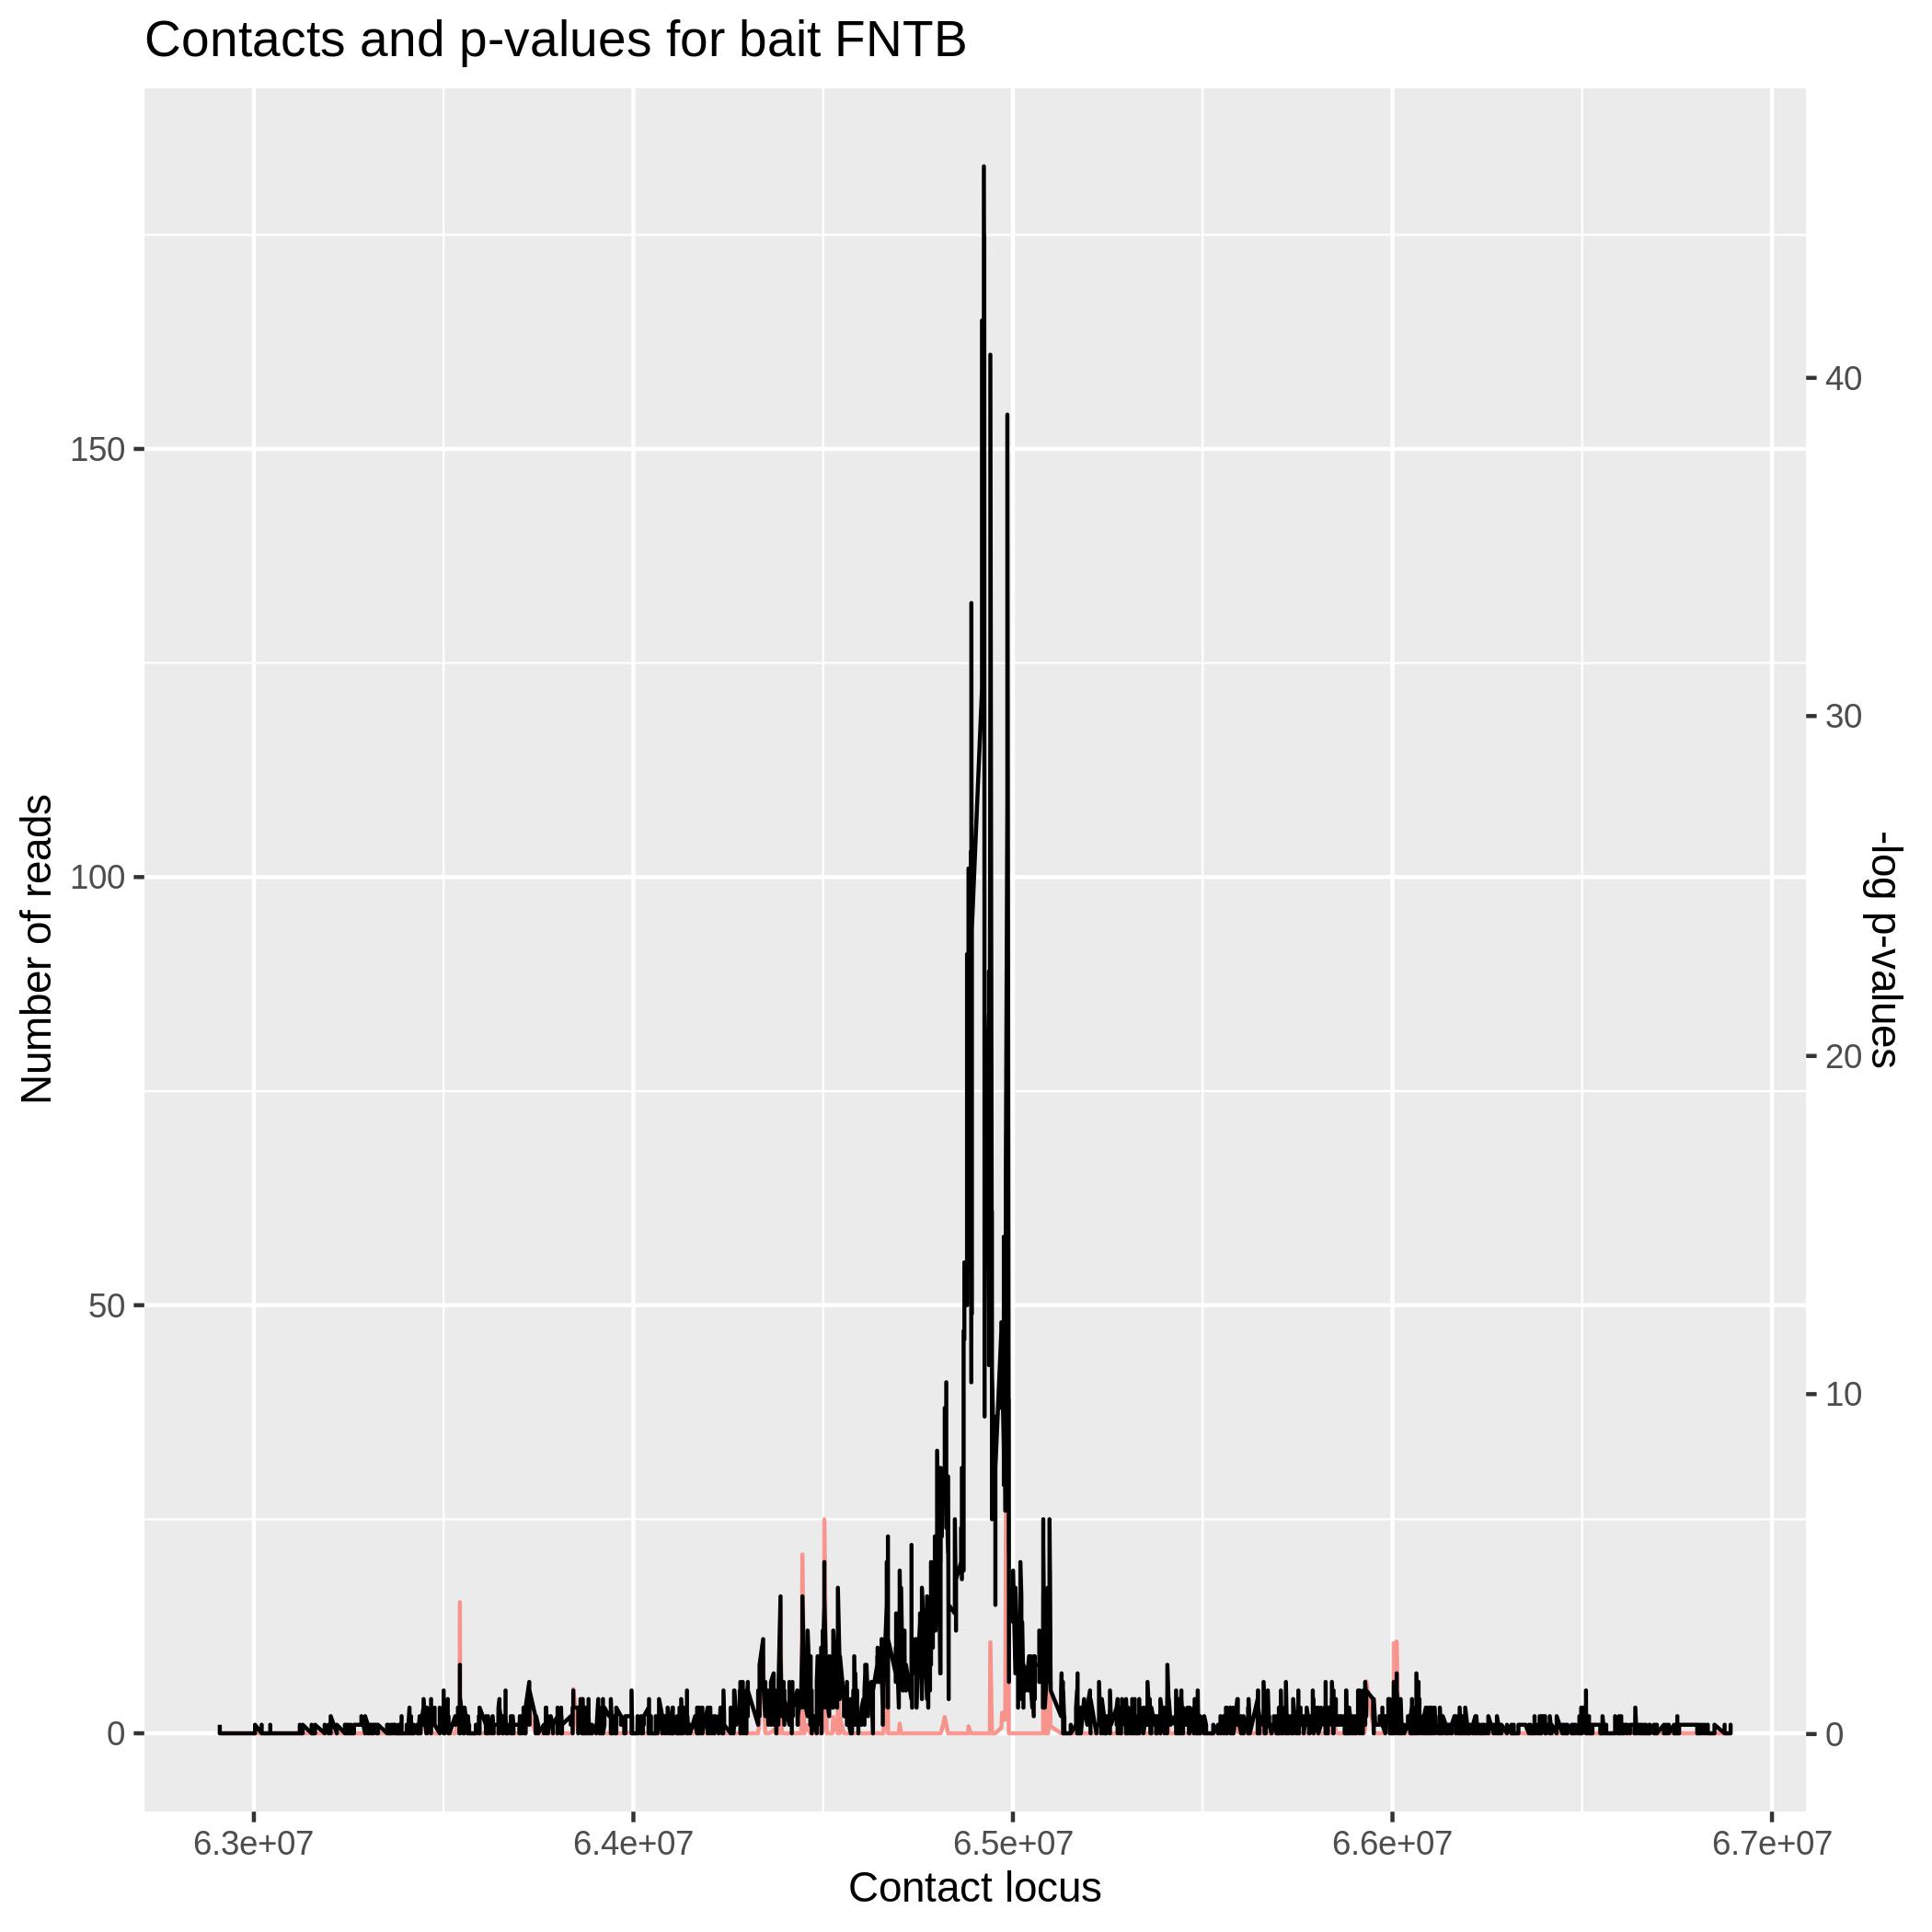 Contacts and p-values for bait FNTB
Number of reads
150
100
50
0
40
30
20
10
0
-log p-values
6.3e+07 6.4e+07 6.5e+07 6.6e+07 6.7e+07
Contact locus